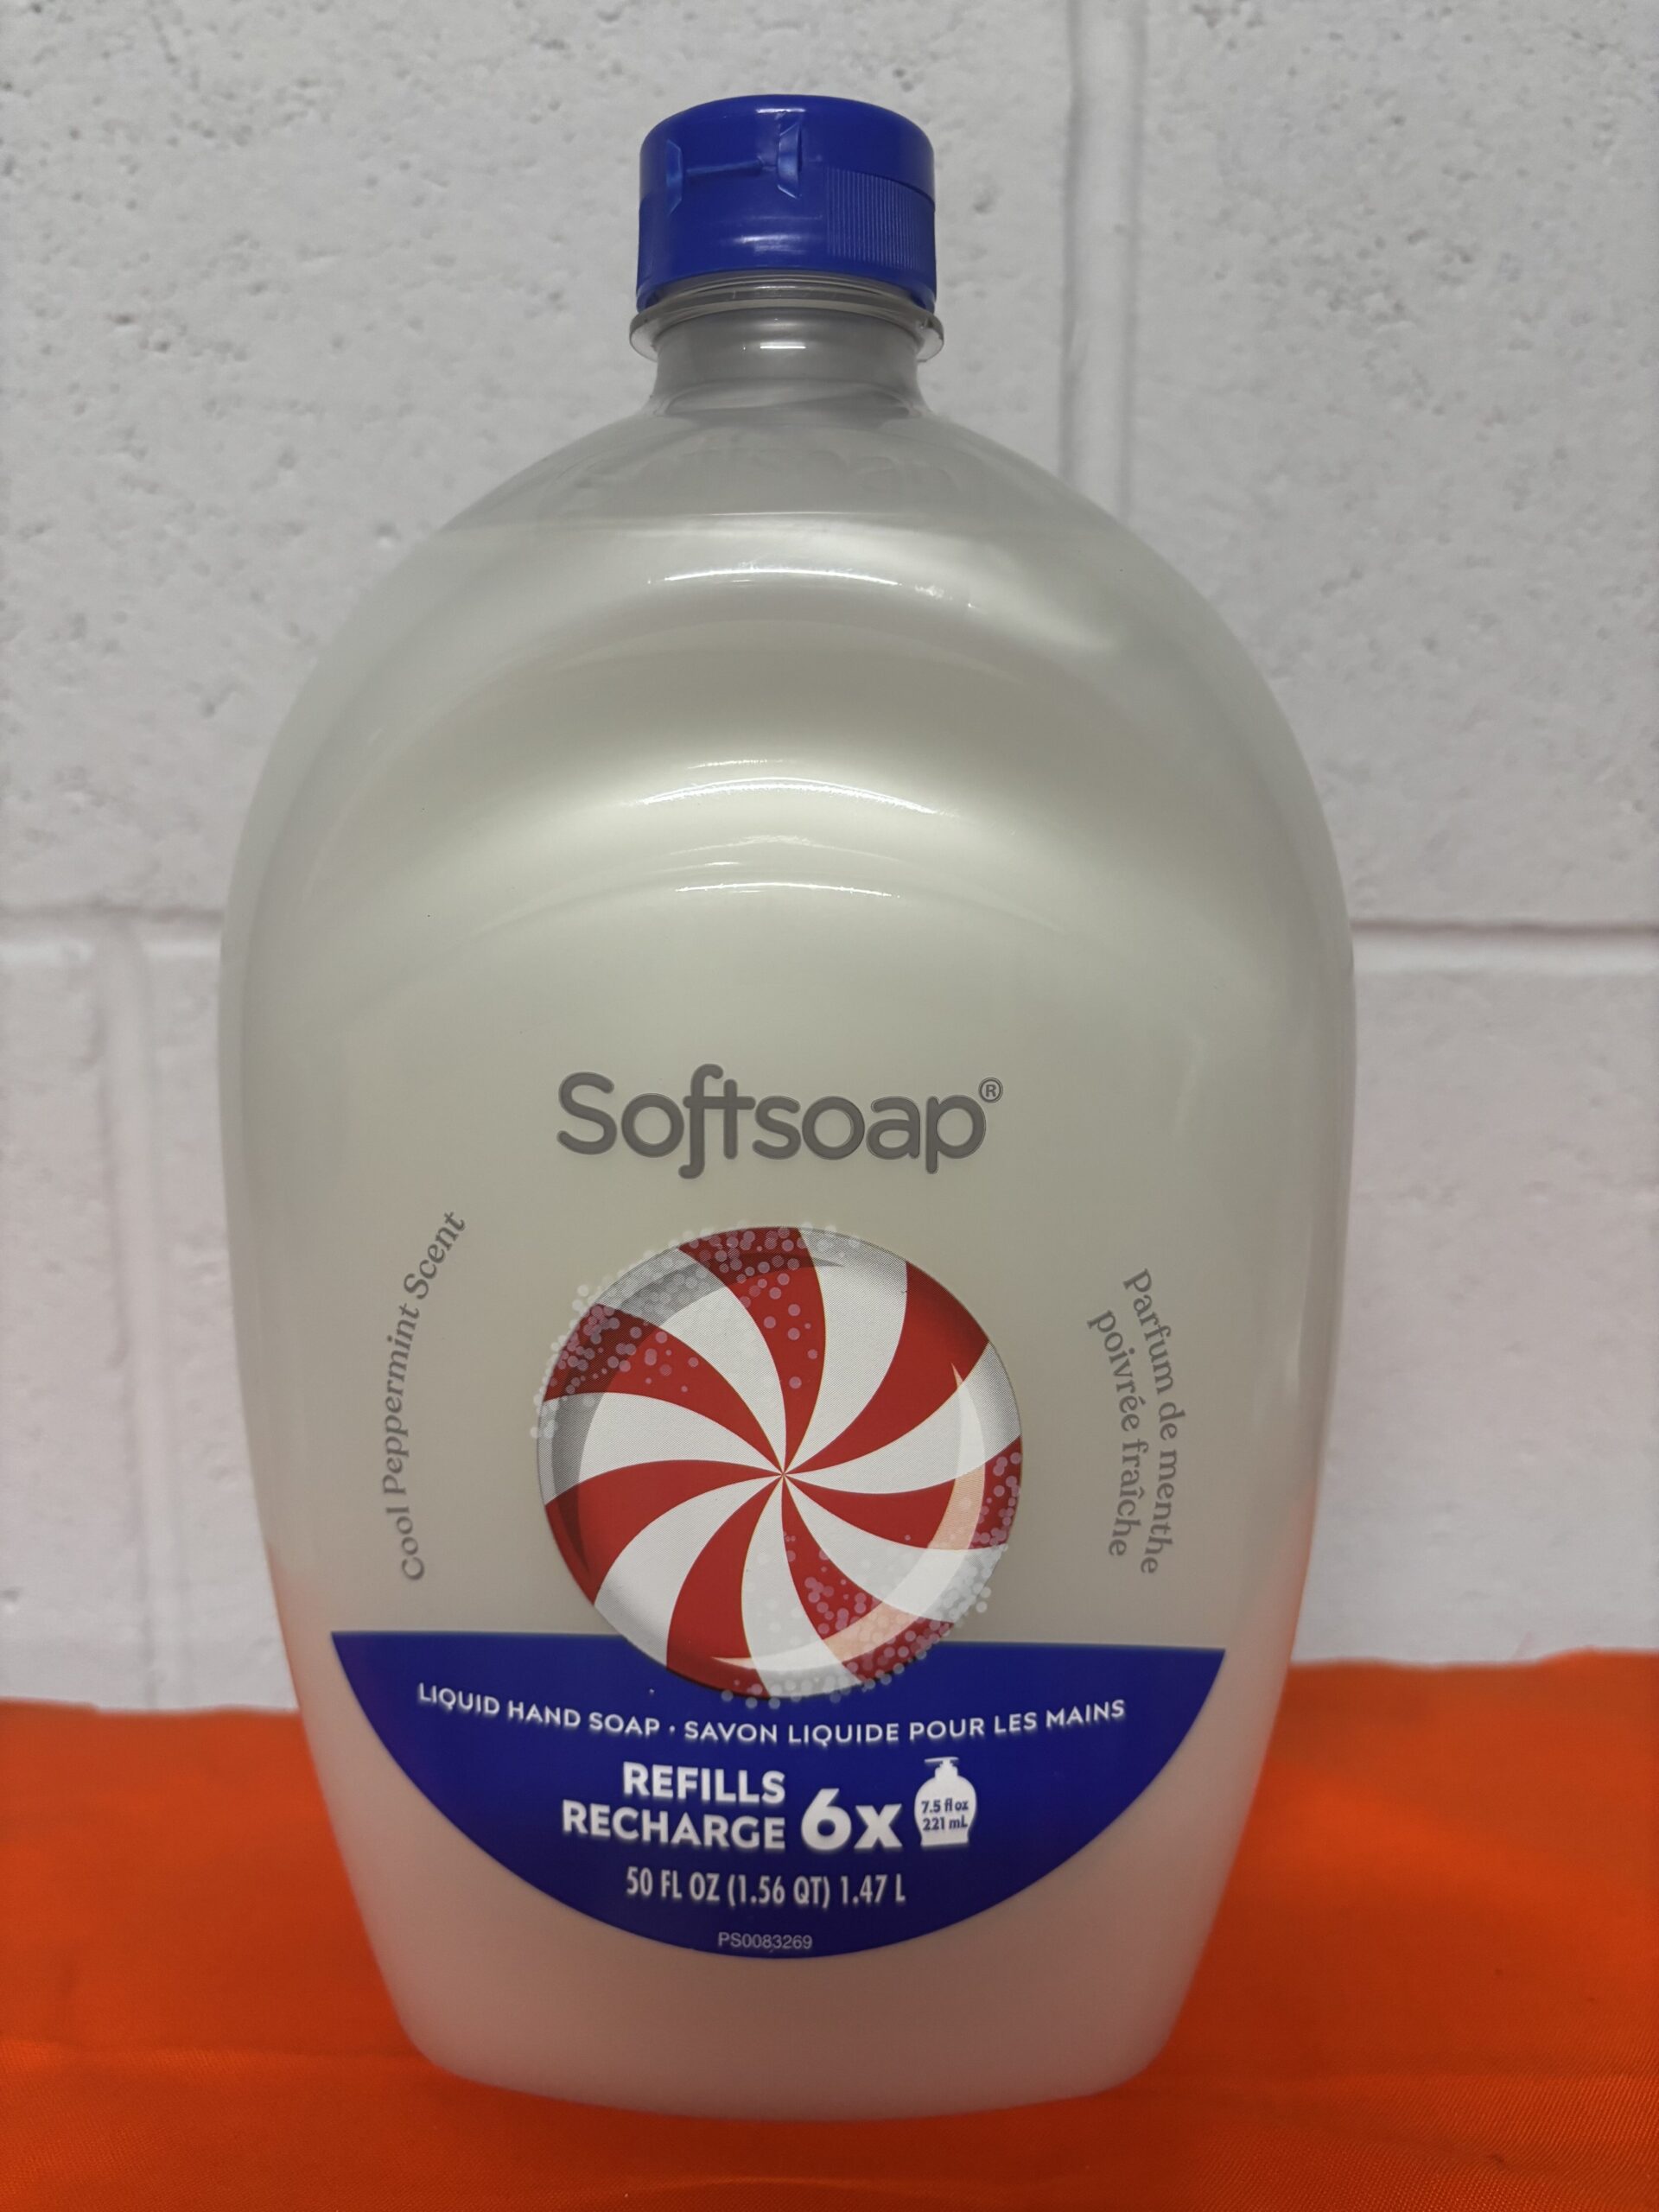 Softsoap®
Cool Peppermint Scent
Parfum de menthe
poivrée fraîche
LIQUID HAND SOAP · SAVON LIQUIDE POUR LES MAINS
REFILLS
RECHARGE
6x
7.5 fl oz
221 mL
50 FL OZ (1.56 QT) 1.47 L
PS0083269